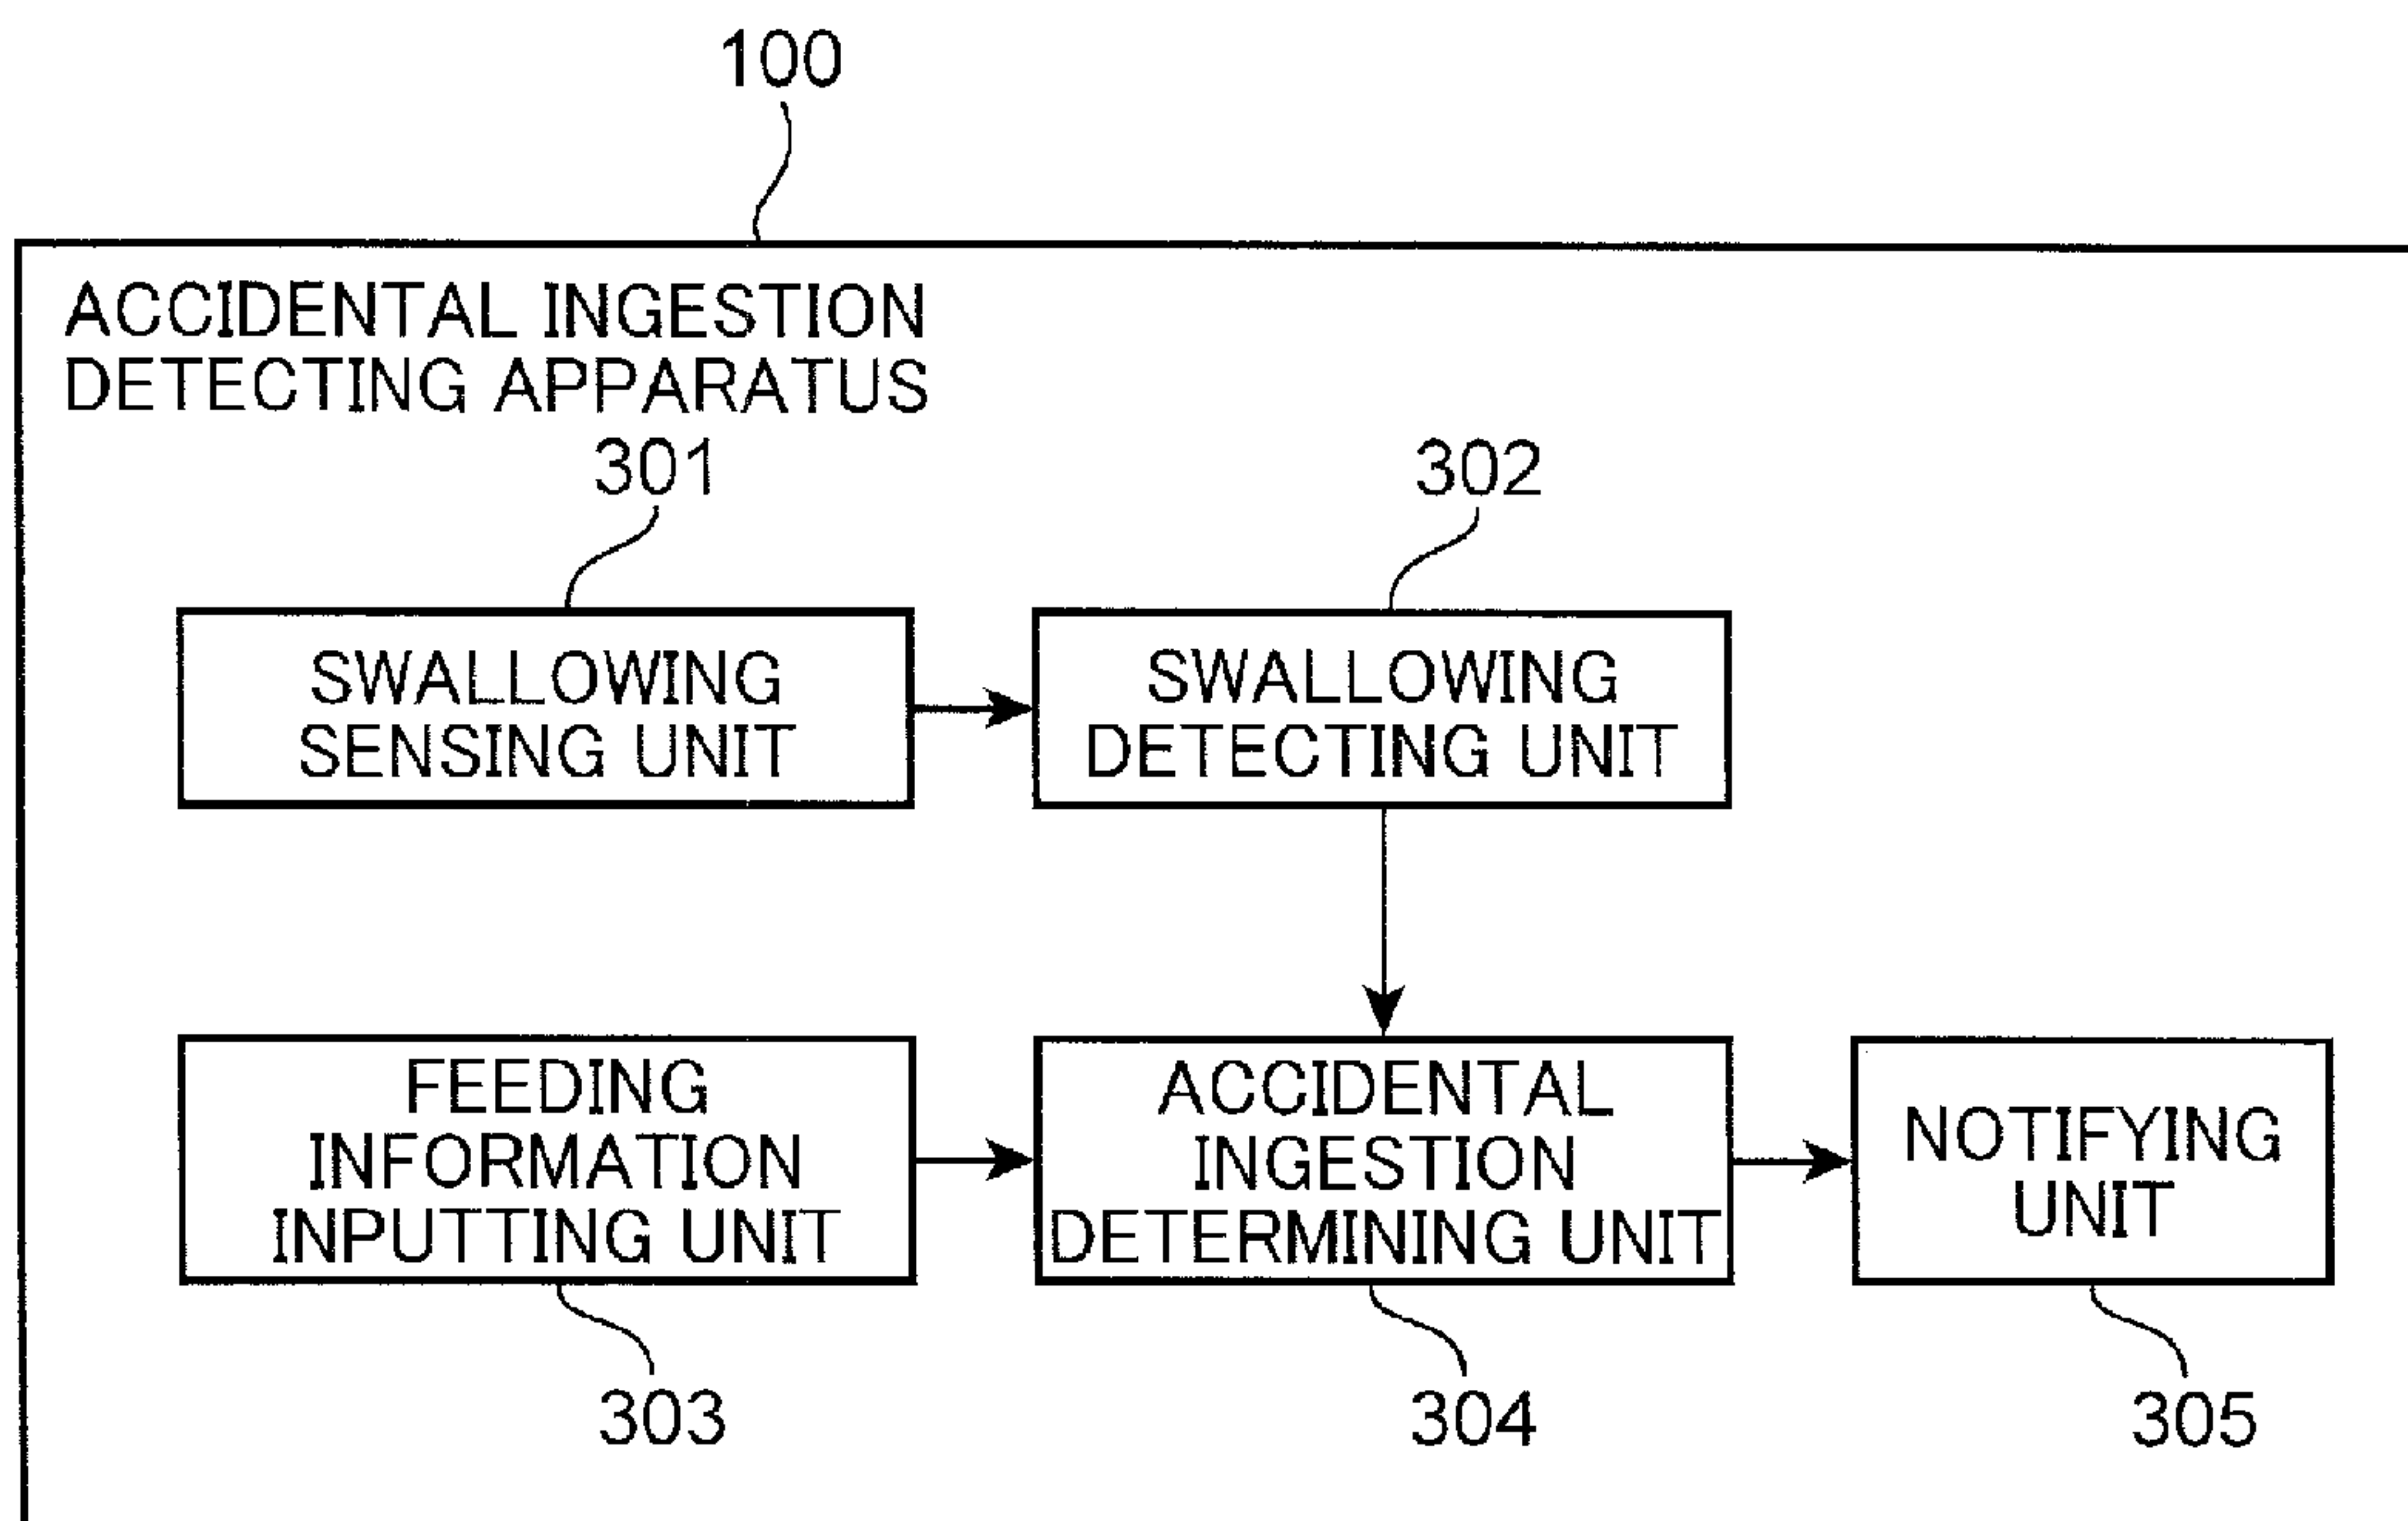 100
ACCIDENTAL INGESTION
DETECTING APPARATUS
301
302
SWALLOWING
SENSING UNIT
SWALLOWING
DETECTING UNIT
FEEDING
INFORMATION
INPUTTING UNIT
ACCIDENTAL
INGESTION
DETERMINING UNIT
NOTIFYING
UNIT
303
304
305